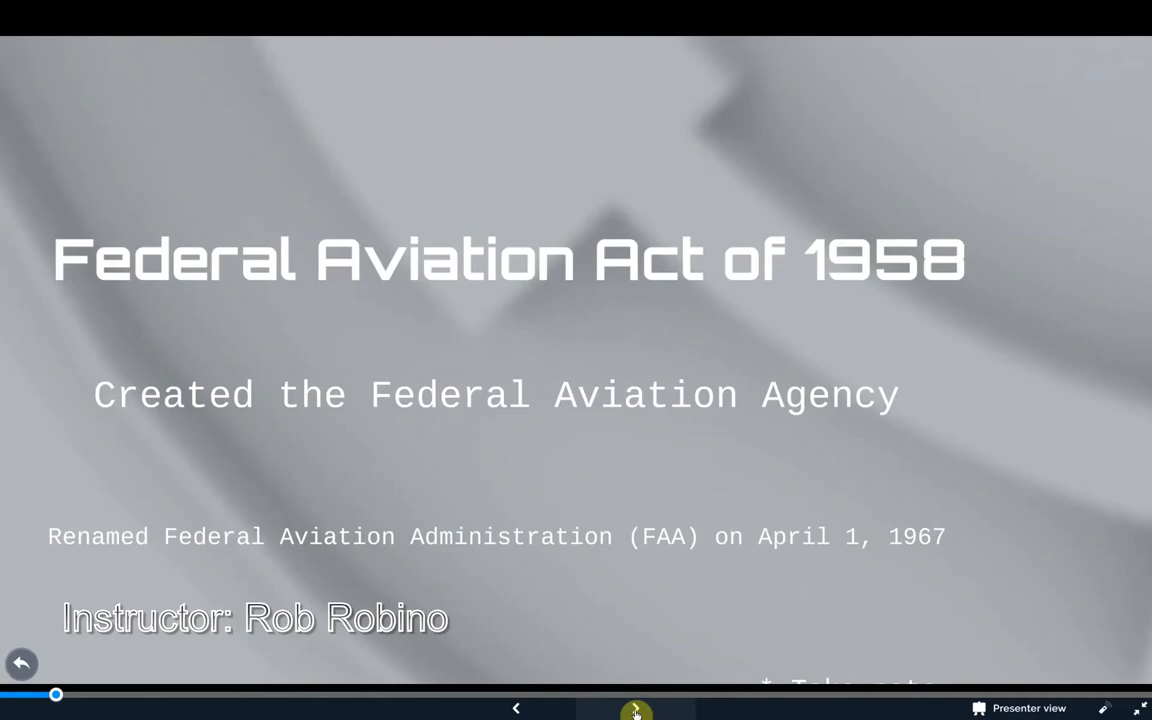 Federal Aviation Act of 1958
Created the Federal Aviation Agency
Renamed Federal Aviation Administration (FAA) on April 1, 1967
Instructor: Rob Robino
Presenter view